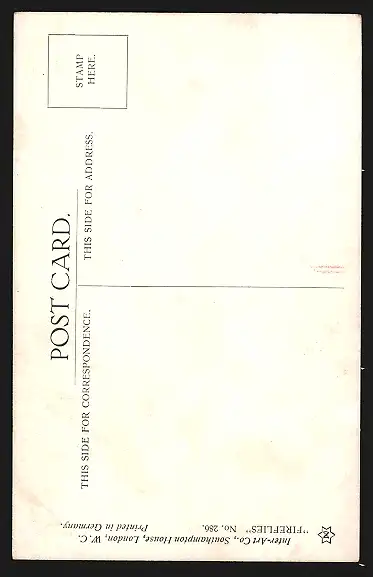 POST CARD.
STAMP
HERE.
THIS SIDE FOR CORRESPONDENCE.
THIS SIDE FOR ADDRESS.
Inter-Art Co., Southampton House, London, W.C.
"FIREFLIES" No. 286. Printed in Germany.